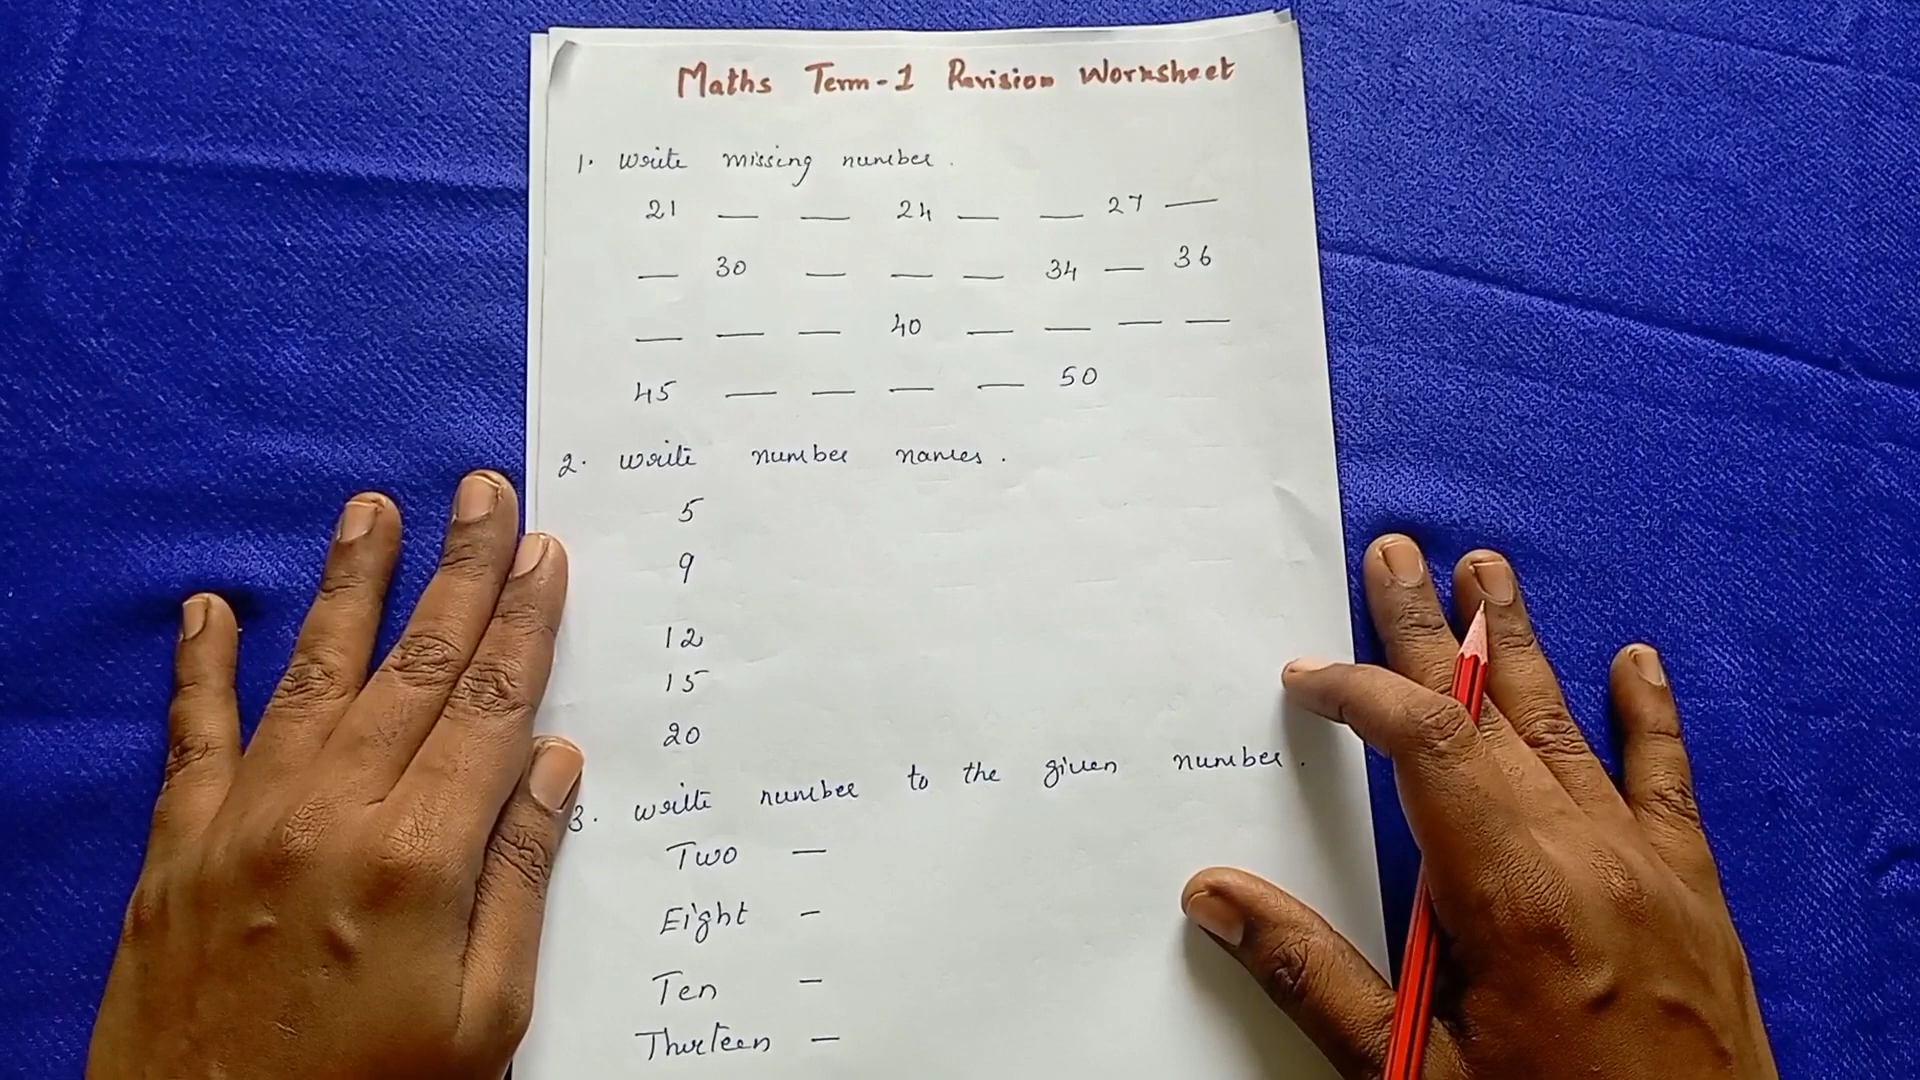 Maths Term-1 Revision Worksheet
1. Write missing number.
21 __ __ 24 __ __ 27 __
__ 30 __ __ __ 34 __ 36
__ __ __ 40 __ __ __ __
45 __ __ __ __ 50
2. Write number names.
5
9
12
15
20
3. Write number to the given number.
Two —
Eight —
Ten —
Thirteen —